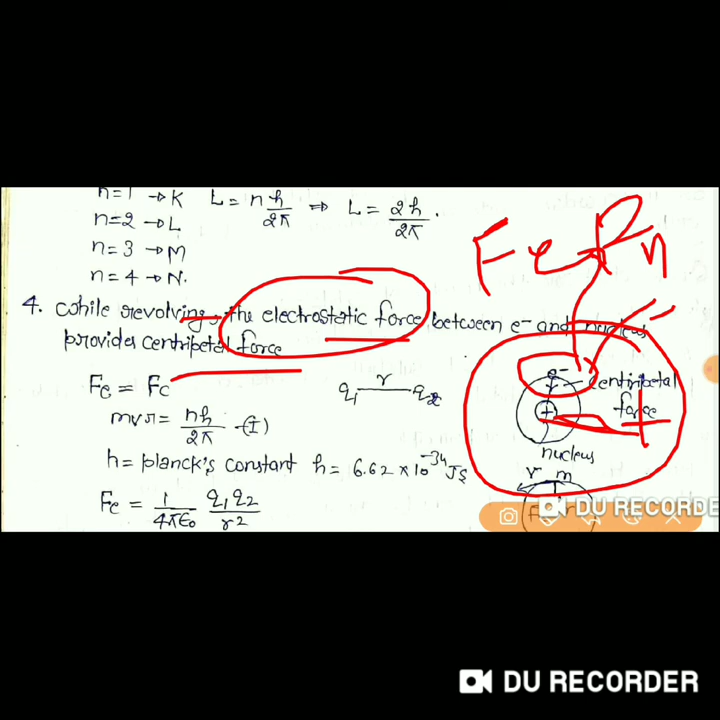 n=1 → K L = nh/2π ⇒ L = 2h/2π.
n=2 → L
n=3 → M
n=4 → N.
4. While revolving, the electrostatic force between e⁻ and nucleus
provides centripetal force
Fe = Fc
q₁ r q₂
e⁻
centripetal
force
+
nucleus
mvr = nh/2π -(I)
h = planck's constant h = 6.62 × 10⁻³⁴ Js
v m
Fe = 1/4πε₀ q₁q₂/r²
DU RECORDE
DU RECORDER